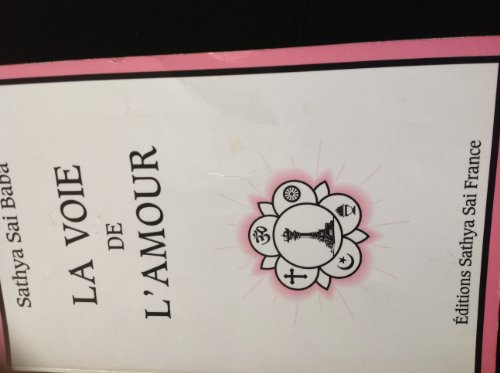 Sathya Sai Baba
LA VOIE
DE
L'AMOUR
ॐ
Éditions Sathya Sai France